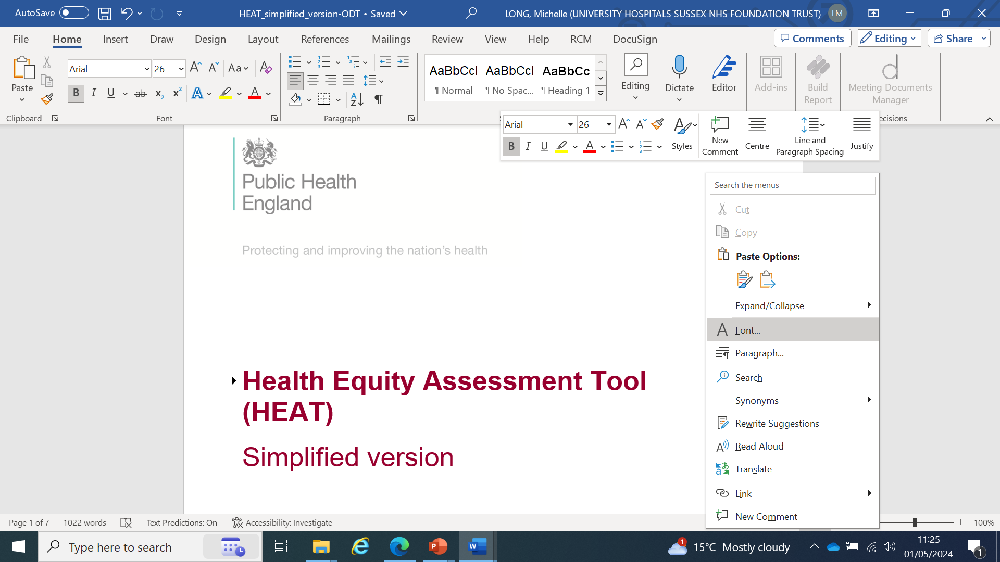 AutoSave
HEAT_simplified_version-ODT • Saved
LONG, Michelle (UNIVERSITY HOSPITALS SUSSEX NHS FOUNDATION TRUST)
LM
File Home Insert Draw Design Layout References Mailings Review View Help RCM DocuSign
Comments Editing Share
Paste
Clipboard
Arial 26
Font
Paragraph
AaBbCcI AaBbCcI AaBbCc
¶ Normal ¶ No Spac... ¶ Heading 1
Editing
Dictate
Editor
Add-ins
Build Report
Meeting Documents Manager
ecisions
Arial 26
Styles
New Comment
Centre
Line and Paragraph Spacing
Justify
Public Health
England
Protecting and improving the nation's health
Health Equity Assessment Tool
(HEAT)
Simplified version
Search the menus
Cut
Copy
Paste Options:
Expand/Collapse
Font...
Paragraph...
Search
Synonyms
Rewrite Suggestions
Read Aloud
Translate
Link
New Comment
Page 1 of 7 1022 words Text Predictions: On Accessibility: Investigate 100%
Type here to search
1
15°C Mostly cloudy
11:25
01/05/2024
1